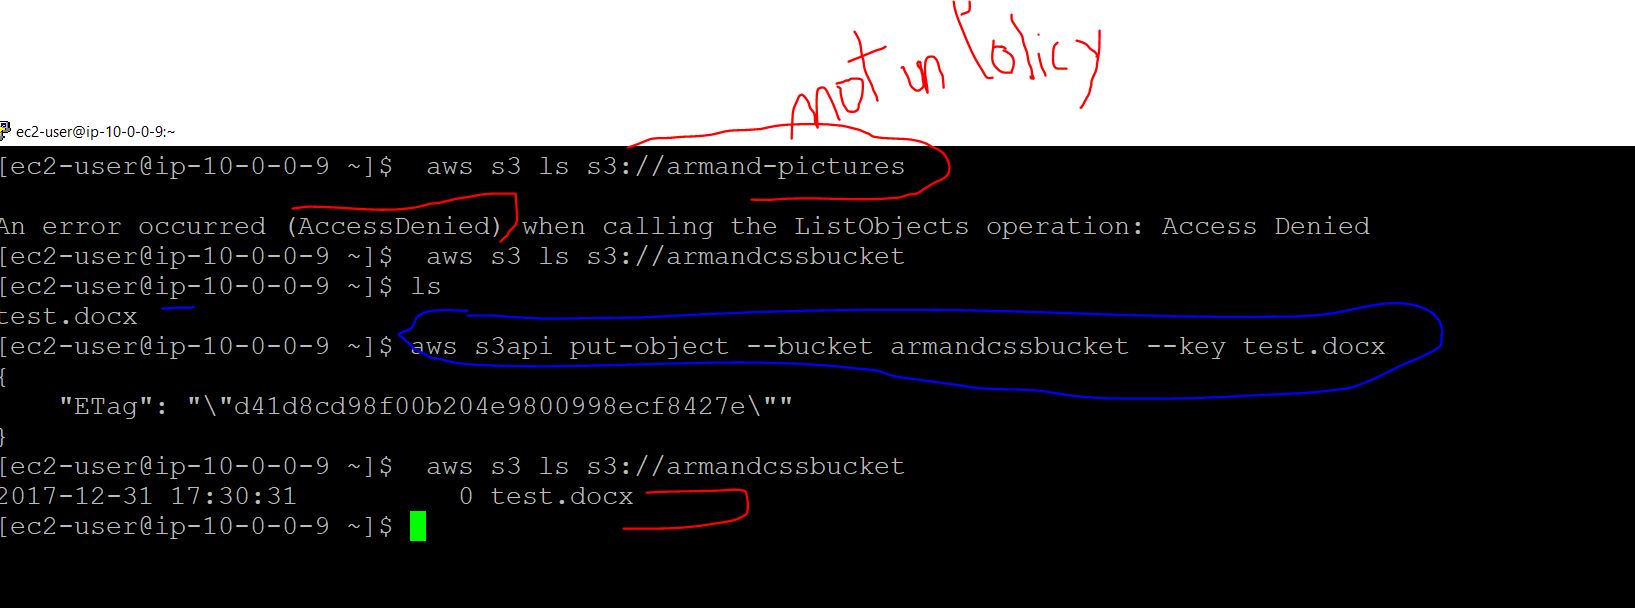 not in Policy
ec2-user@ip-10-0-0-9:~
[ec2-user@ip-10-0-0-9 ~]$  aws s3 ls s3://armand-pictures
An error occurred (AccessDenied) when calling the ListObjects operation: Access Denied
[ec2-user@ip-10-0-0-9 ~]$  aws s3 ls s3://armandcssbucket
[ec2-user@ip-10-0-0-9 ~]$ ls
test.docx
[ec2-user@ip-10-0-0-9 ~]$ aws s3api put-object --bucket armandcssbucket --key test.docx
{
    "ETag": "\"d41d8cd98f00b204e9800998ecf8427e\""
}
[ec2-user@ip-10-0-0-9 ~]$  aws s3 ls s3://armandcssbucket
2017-12-31 17:30:31          0 test.docx
[ec2-user@ip-10-0-0-9 ~]$